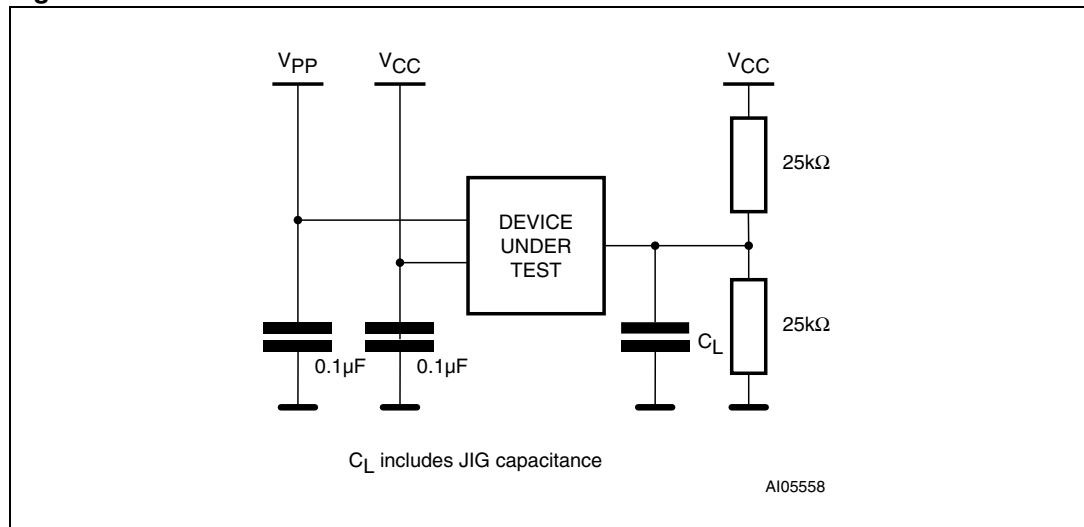 VPP
VCC
VCC
25kΩ
DEVICE
UNDER
TEST
25kΩ
CL
0.1µF
0.1µF
CL includes JIG capacitance
AI05558